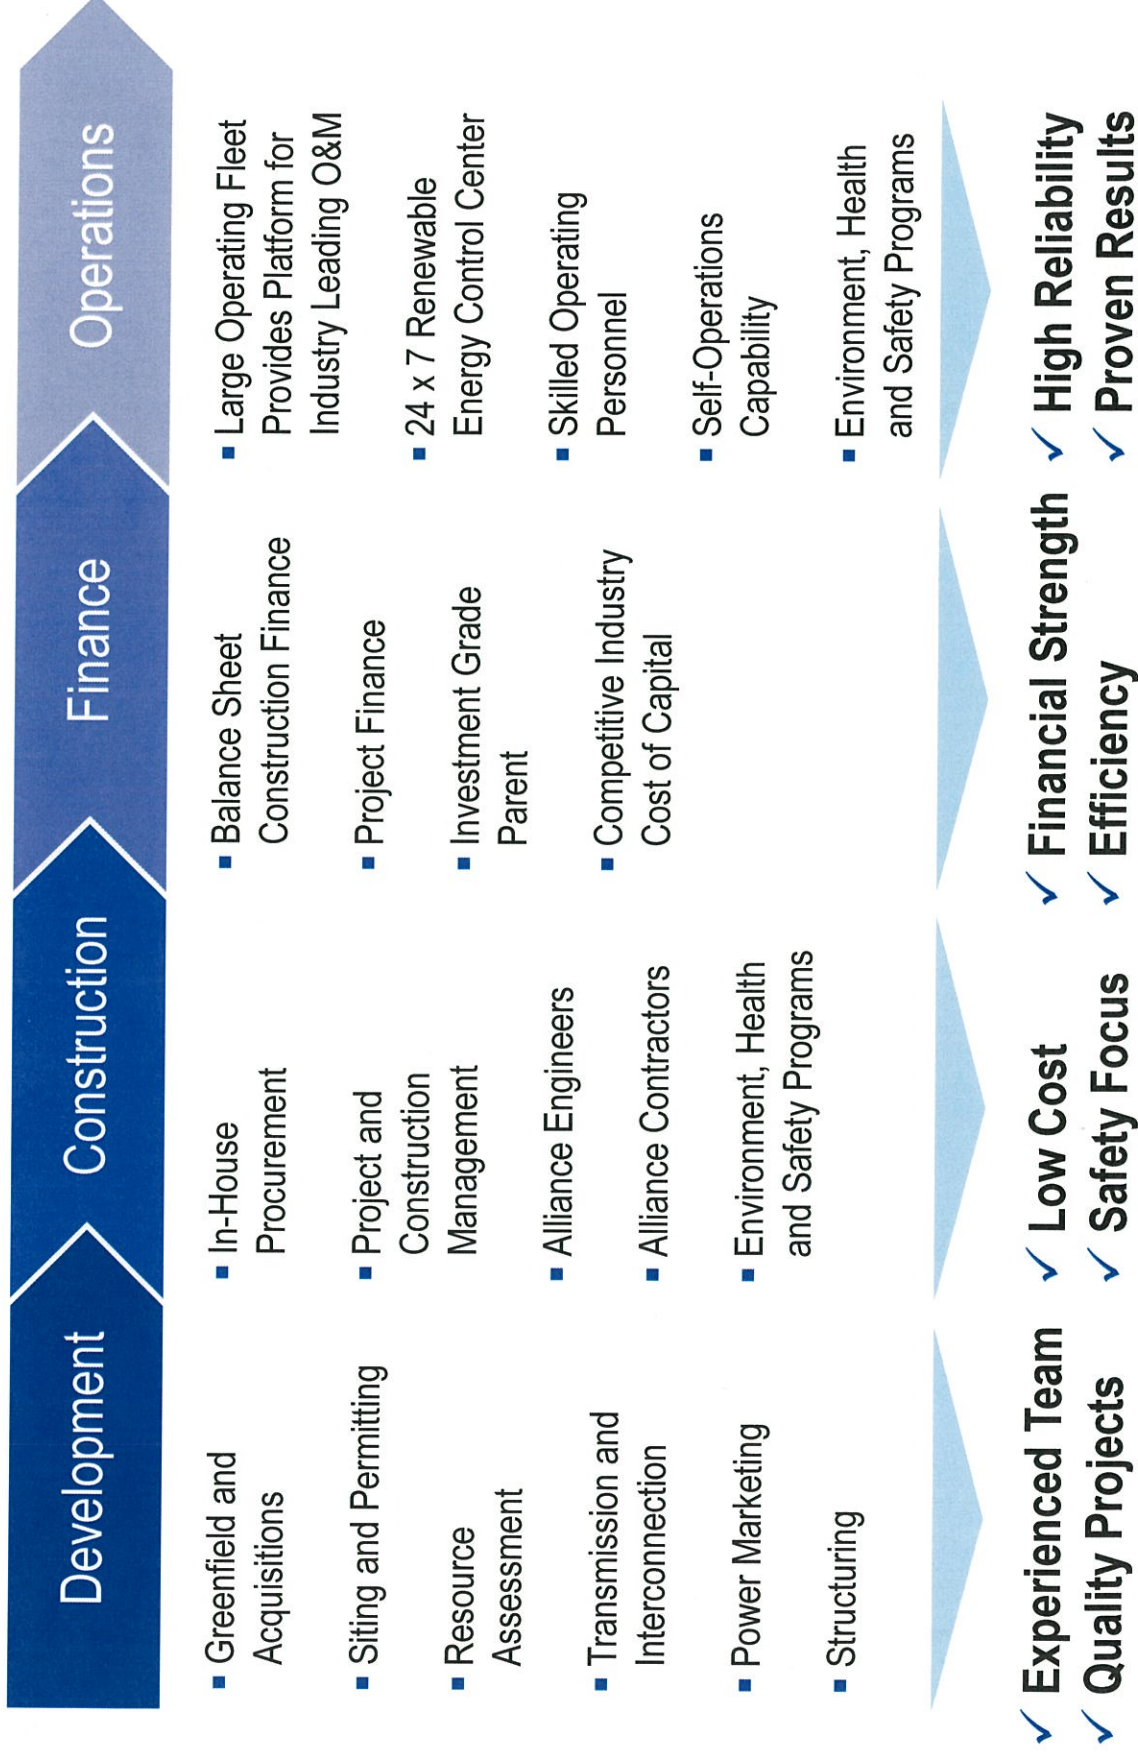 Development
Construction
Finance
Operations
▪ Greenfield and
Acquisitions
▪ Siting and Permitting
▪ Resource
Assessment
▪ Transmission and
Interconnection
▪ Power Marketing
▪ Structuring
▪ In-House
Procurement
▪ Project and
Construction
Management
▪ Alliance Engineers
▪ Alliance Contractors
▪ Environment, Health
and Safety Programs
▪ Balance Sheet
Construction Finance
▪ Project Finance
▪ Investment Grade
Parent
▪ Competitive Industry
Cost of Capital
▪ Large Operating Fleet
Provides Platform for
Industry Leading O&M
▪ 24 x 7 Renewable
Energy Control Center
▪ Skilled Operating
Personnel
▪ Self-Operations
Capability
▪ Environment, Health
and Safety Programs
✓ Experienced Team
✓ Quality Projects
✓ Low Cost
✓ Safety Focus
✓ Financial Strength
✓ Efficiency
✓ High Reliability
✓ Proven Results